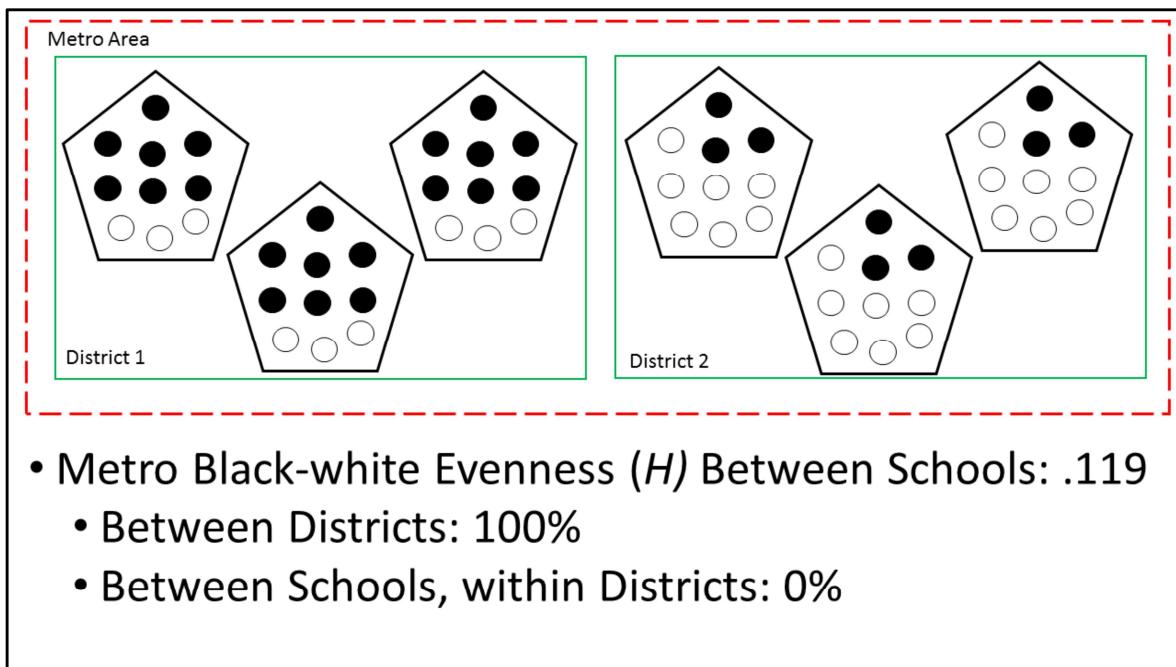 Metro Area
District 1
District 2
• Metro Black-white Evenness (H) Between Schools: .119
• Between Districts: 100%
• Between Schools, within Districts: 0%